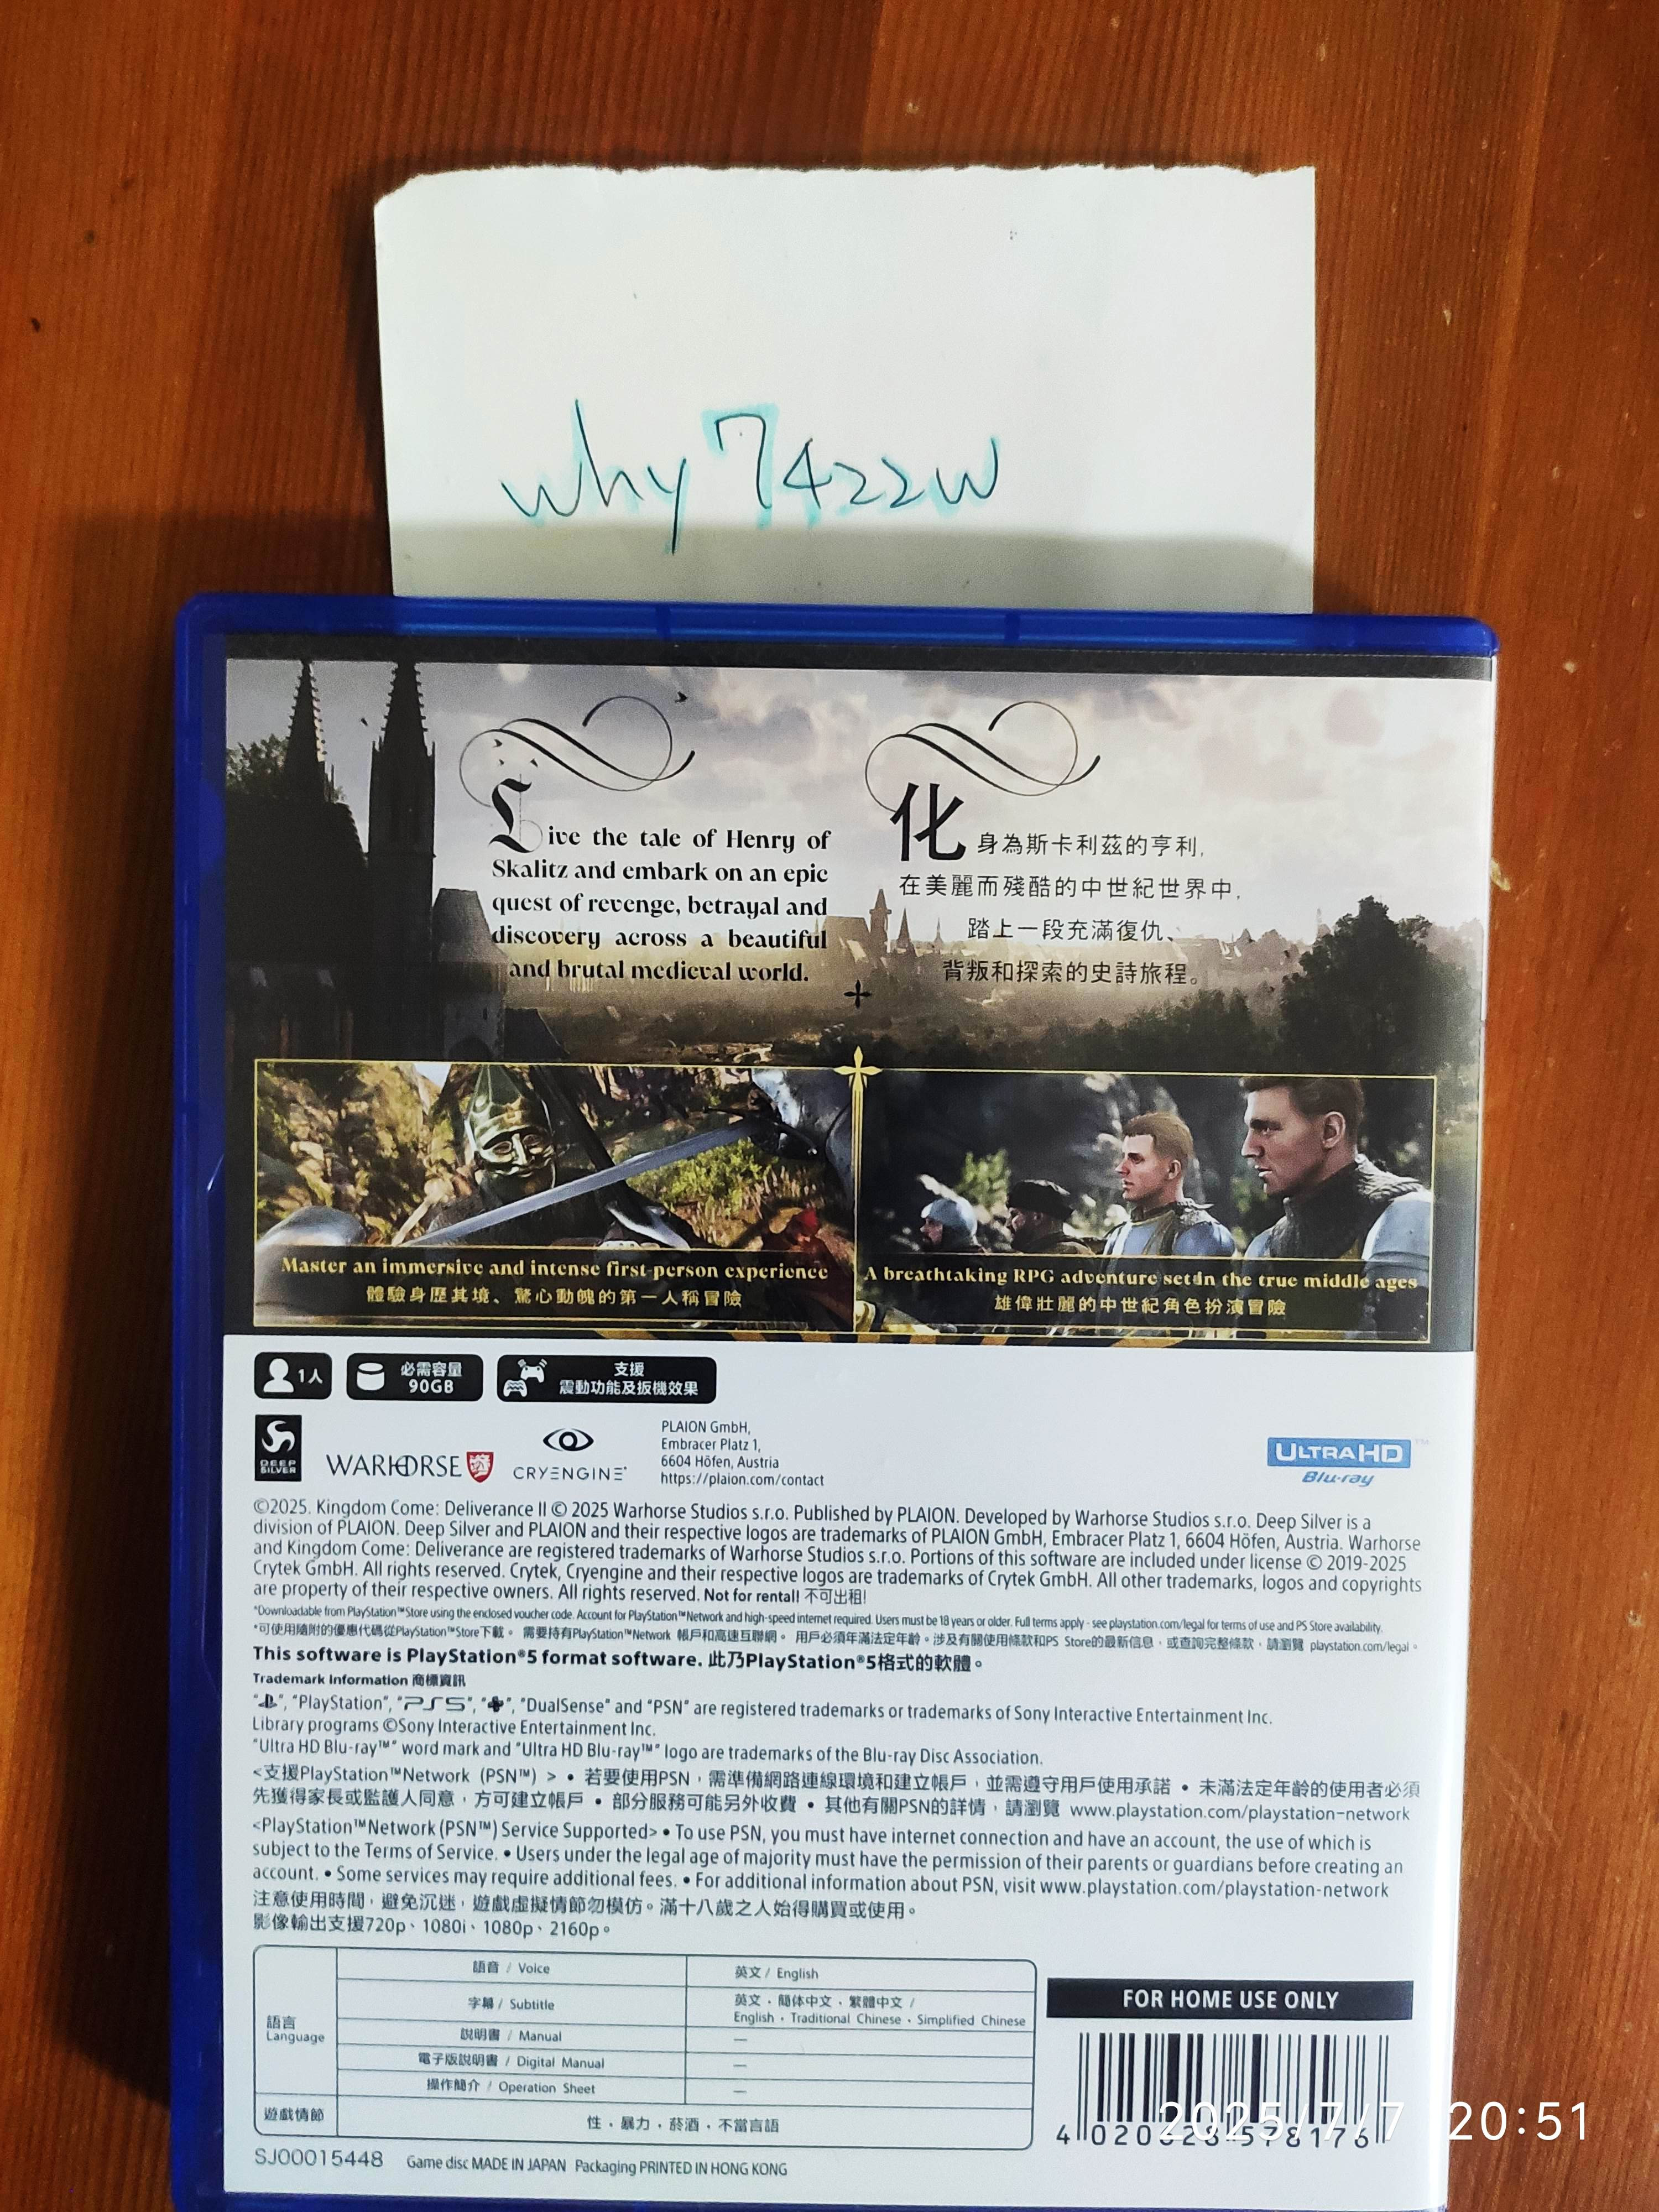 why7422w
Live the tale of Henry of
Skalitz and embark on an epic
quest of revenge, betrayal and
discovery across a beautiful
and brutal medieval world.
化身為斯卡利茲的亨利,
在美麗而殘酷的中世紀世界中,
踏上一段充滿復仇、
背叛和探索的史詩旅程。
Master an immersive and intense first-person experience
體驗身歷其境、驚心動魄的第一人稱冒險
A breathtaking RPG adventure set in the true middle ages
雄偉壯麗的中世紀角色扮演冒險
1人
必需容量
90GB
支援
震動功能及扳機效果
DEEP
SILVER
WARHORSE
CRYENGINE
PLAION GmbH,
Embracer Platz 1,
6604 Höfen, Austria
https://plaion.com/contact
ULTRA HD™
Blu-ray
©2025. Kingdom Come: Deliverance II © 2025 Warhorse Studios s.r.o. Published by PLAION. Developed by Warhorse Studios s.r.o. Deep Silver is a
division of PLAION. Deep Silver and PLAION and their respective logos are trademarks of PLAION GmbH, Embracer Platz 1, 6604 Höfen, Austria. Warhorse
and Kingdom Come: Deliverance are registered trademarks of Warhorse Studios s.r.o. Portions of this software are included under license © 2019-2025
Crytek GmbH. All rights reserved. Crytek, Cryengine and their respective logos are trademarks of Crytek GmbH. All other trademarks, logos and copyrights
are property of their respective owners. All rights reserved. Not for rental! 不可出租!
*Downloadable from PlayStation™Store using the enclosed voucher code. Account for PlayStation™Network and high-speed internet required. Users must be 18 years or older. Full terms apply - see playstation.com/legal for terms of use and PS Store availability.
*可使用隨附的優惠代碼從PlayStation™Store下載。 需要持有PlayStation™Network 帳戶和高速互聯網。 用戶必須年滿法定年齡。涉及有關使用條款和PS Store的最新信息,或查詢完整條款,請瀏覽 playstation.com/legal。
This software is PlayStation®5 format software. 此乃PlayStation®5格式的軟體。
Trademark Information 商標資訊
"", "PlayStation", "PS5", "", "DualSense" and "PSN" are registered trademarks or trademarks of Sony Interactive Entertainment Inc.
Library programs ©Sony Interactive Entertainment Inc.
"Ultra HD Blu-ray™" word mark and "Ultra HD Blu-ray™" logo are trademarks of the Blu-ray Disc Association.
<支援PlayStation™Network (PSN™) > • 若要使用PSN,需準備網路連線環境和建立帳戶,並需遵守用戶使用承諾 • 未滿法定年齡的使用者必須
先獲得家長或監護人同意,方可建立帳戶 • 部分服務可能另外收費 • 其他有關PSN的詳情,請瀏覽 www.playstation.com/playstation-network
<PlayStation™Network (PSN™) Service Supported> • To use PSN, you must have internet connection and have an account, the use of which is
subject to the Terms of Service. • Users under the legal age of majority must have the permission of their parents or guardians before creating an
account. • Some services may require additional fees. • For additional information about PSN, visit www.playstation.com/playstation-network
注意使用時間,避免沉迷,遊戲虛擬情節勿模仿。滿十八歲之人始得購買或使用。
影像輸出支援720p、1080i、1080p、2160p。
語言
Language
語音 / Voice
英文 / English
字幕 / Subtitle
英文・簡体中文・繁體中文 /
English・Traditional Chinese・Simplified Chinese
說明書 / Manual
—
電子版說明書 / Digital Manual
—
操作簡介 / Operation Sheet
—
遊戲情節
性・暴力・菸酒・不當言語
FOR HOME USE ONLY
4 020628 578176
2025/7/7 20:51
SJ00015448
Game disc MADE IN JAPAN Packaging PRINTED IN HONG KONG